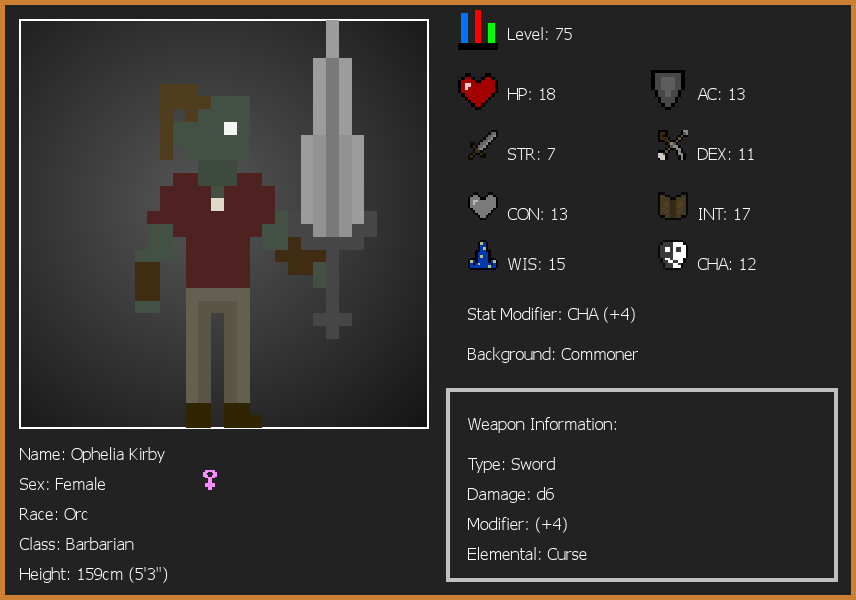 Level: 75
HP: 18
AC: 13
STR: 7
DEX: 11
CON: 13
INT: 17
WIS: 15
CHA: 12
Stat Modifier: CHA (+4)
Background: Commoner
Weapon Information:
Type: Sword
Damage: d6
Modifier: (+4)
Elemental: Curse
Name: Ophelia Kirby
Sex: Female
Race: Orc
Class: Barbarian
Height: 159cm (5'3")